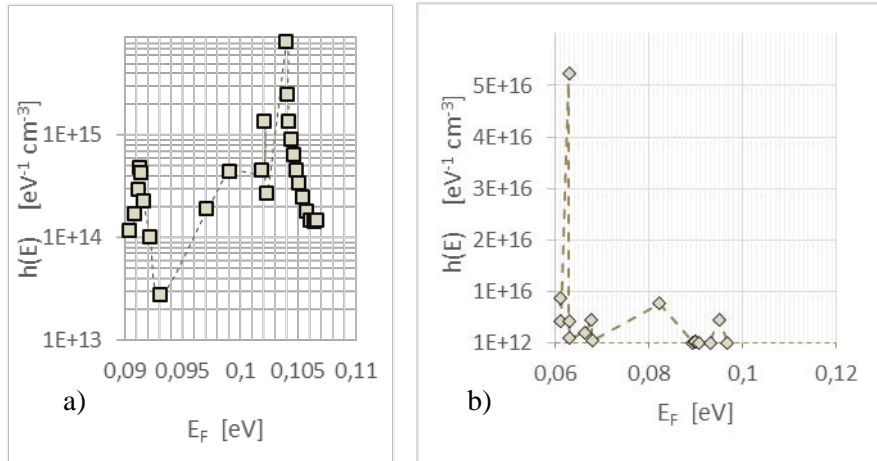 1E+15
1E+14
1E+13
h(E) [eV⁻¹ cm⁻³]
0,09 0,095 0,1 0,105 0,11
a)
E_F [eV]
5E+16
4E+16
3E+16
2E+16
1E+16
1E+12
h(E) [eV⁻¹ cm⁻³]
0,06 0,08 0,1 0,12
b)
E_F [eV]